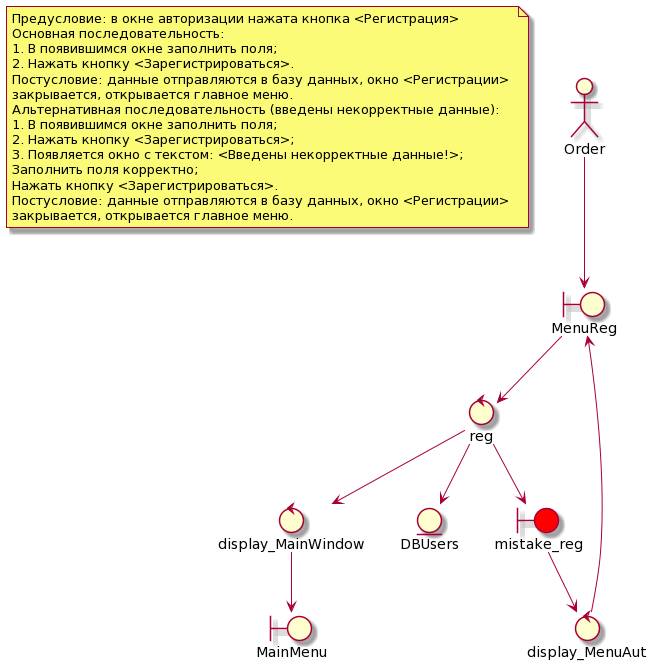 Предусловие: в окне авторизации нажата кнопка <Регистрация>
Основная последовательность:
1. В появившимся окне заполнить поля;
2. Нажать кнопку <Зарегистрироваться>.
Постусловие: данные отправляются в базу данных, окно <Регистрации>
закрывается, открывается главное меню.
Альтернативная последовательность (введены некорректные данные):
1. В появившимся окне заполнить поля;
2. Нажать кнопку <Зарегистрироваться>;
3. Появляется окно с текстом: <Введены некорректные данные!>;
Заполнить поля корректно;
Нажать кнопку <Зарегистрироваться>.
Постусловие: данные отправляются в базу данных, окно <Регистрации>
закрывается, открывается главное меню.
Order
MenuReg
reg
display_MainWindow
DBUsers
mistake_reg
MainMenu
display_MenuAut